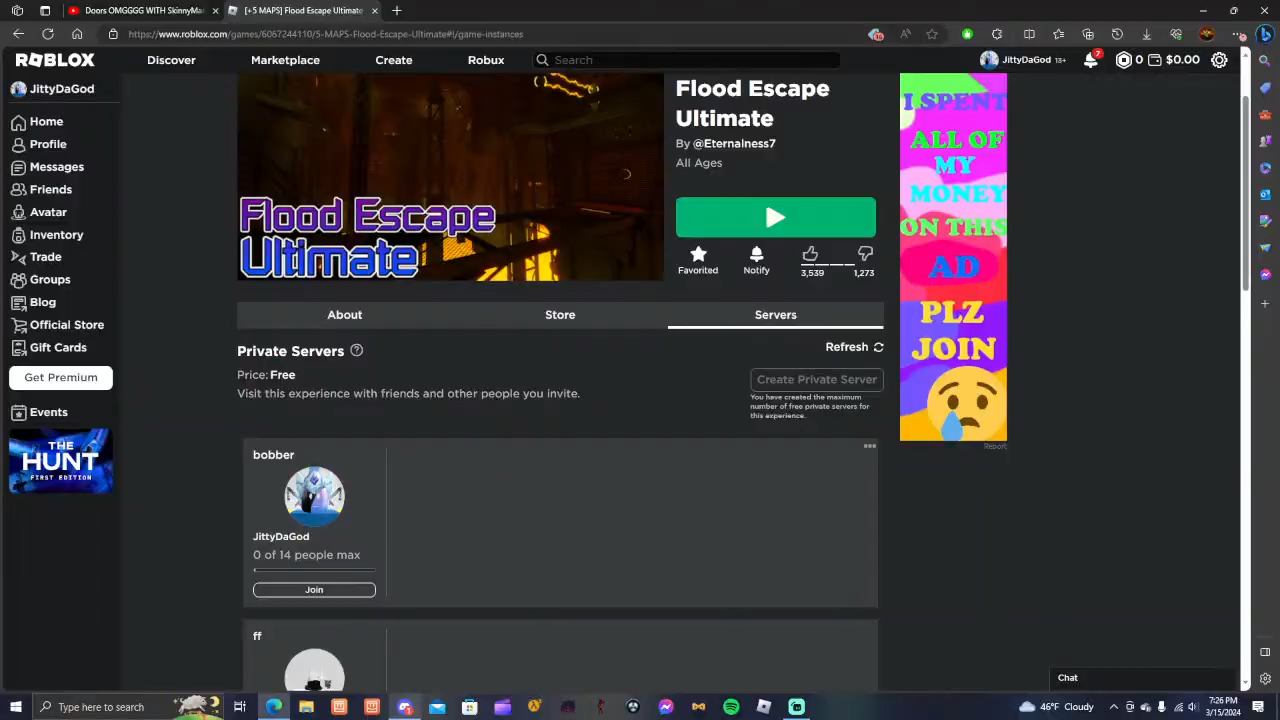 Doors OMGGGG WITH SkinnyMa
[+5 MAPS] Flood Escape Ultimate
https://www.roblox.com/games/6067244110/5-MAPS-Flood-Escape-Ultimate#!/game-instances
ROBLOX
Discover
Marketplace
Create
Robux
Search
JittyDaGod 13+
2
0
$0.00
JittyDaGod
Home
Profile
Messages
Friends
Avatar
Inventory
Trade
Groups
Blog
Official Store
Gift Cards
Get Premium
Events
THE
HUNT
FIRST EDITION
Flood Escape
Ultimate
Flood Escape
Ultimate
By @Eternalness7
All Ages
Favorited
Notify
3,539
1,273
About
Store
Servers
Private Servers
Refresh
Price: Free
Visit this experience with friends and other people you invite.
Create Private Server
You have created the maximum
number of free private servers for
this experience.
bobber
JittyDaGod
0 of 14 people max
Join
ff
I SPENT
ALL OF
MY
MONEY
ON THIS
AD
PLZ
JOIN
Report
Chat
Type here to search
46°F Cloudy
7:26 PM
3/15/2024